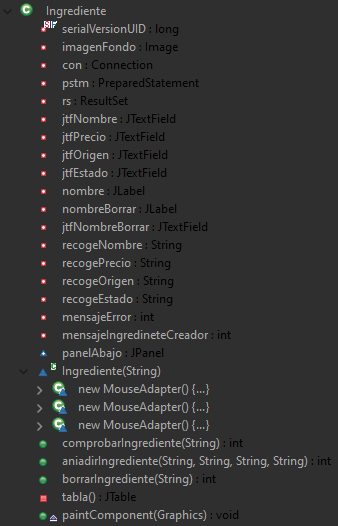 Ingrediente
serialVersionUID : long
imagenFondo : Image
con : Connection
pstm : PreparedStatement
rs : ResultSet
jtfNombre : JTextField
jtfPrecio : JTextField
jtfOrigen : JTextField
jtfEstado : JTextField
nombre : JLabel
nombreBorrar : JLabel
jtfNombreBorrar : JTextField
recogeNombre : String
recogePrecio : String
recogeOrigen : String
recogeEstado : String
mensajeError : int
mensajeIngredineteCreador : int
panelAbajo : JPanel
Ingrediente(String)
new MouseAdapter() {...}
new MouseAdapter() {...}
new MouseAdapter() {...}
comprobarIngrediente(String) : int
aniadirIngrediente(String, String, String, String) : int
borrarIngrediente(String) : int
tabla() : JTable
paintComponent(Graphics) : void